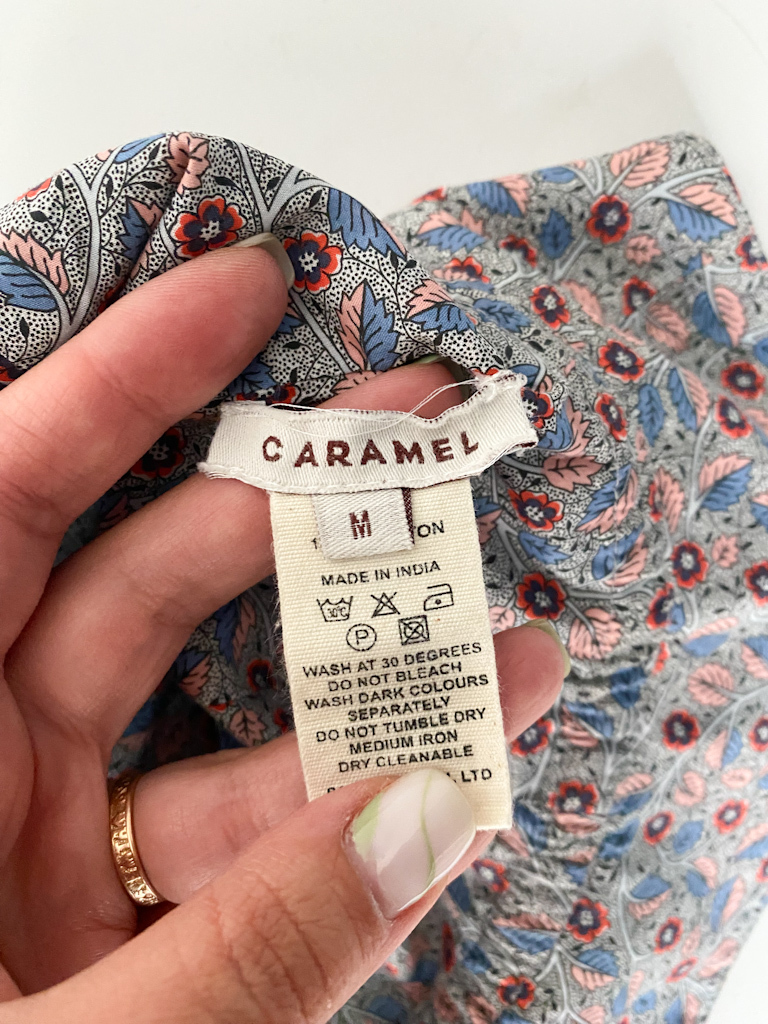 CARAMEL
M
ON
MADE IN INDIA
30°C
P
WASH AT 30 DEGREES
DO NOT BLEACH
WASH DARK COLOURS
SEPARATELY
DO NOT TUMBLE DRY
MEDIUM IRON
DRY CLEANABLE
LTD